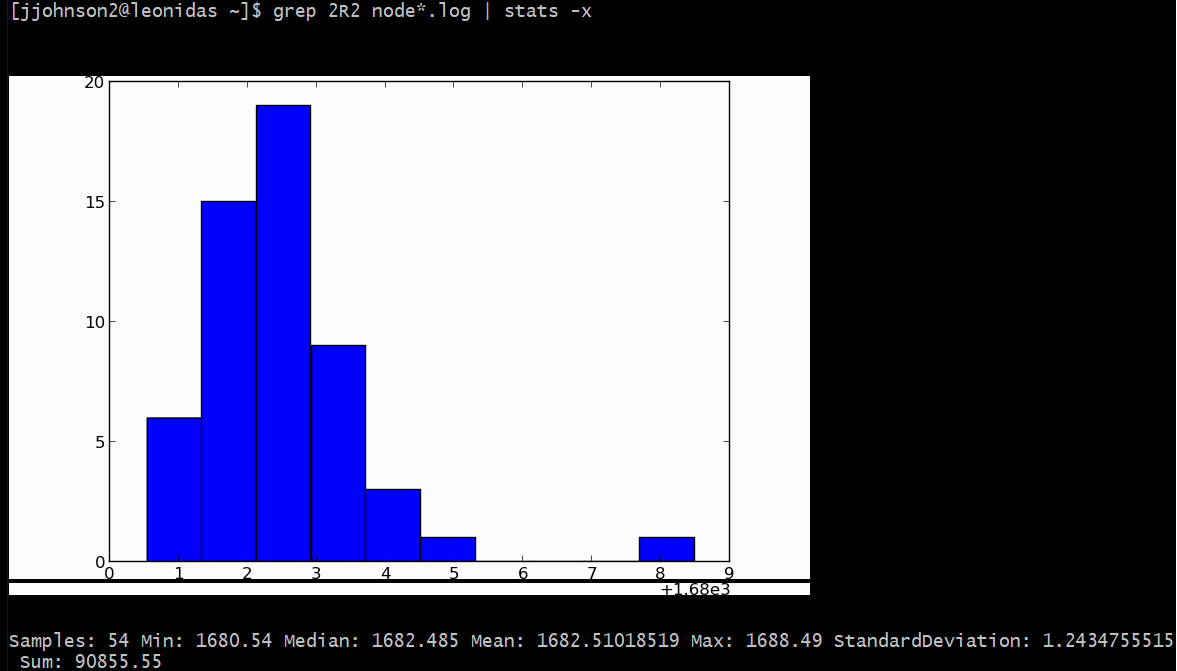 [jjohnson2@leonidas ~]$ grep 2R2 node*.log | stats -x
20
15
10
5
0
0 1 2 3 4 5 6 7 8 9
+1.68e3
Samples: 54 Min: 1680.54 Median: 1682.485 Mean: 1682.51018519 Max: 1688.49 StandardDeviation: 1.2434755515
Sum: 90855.55